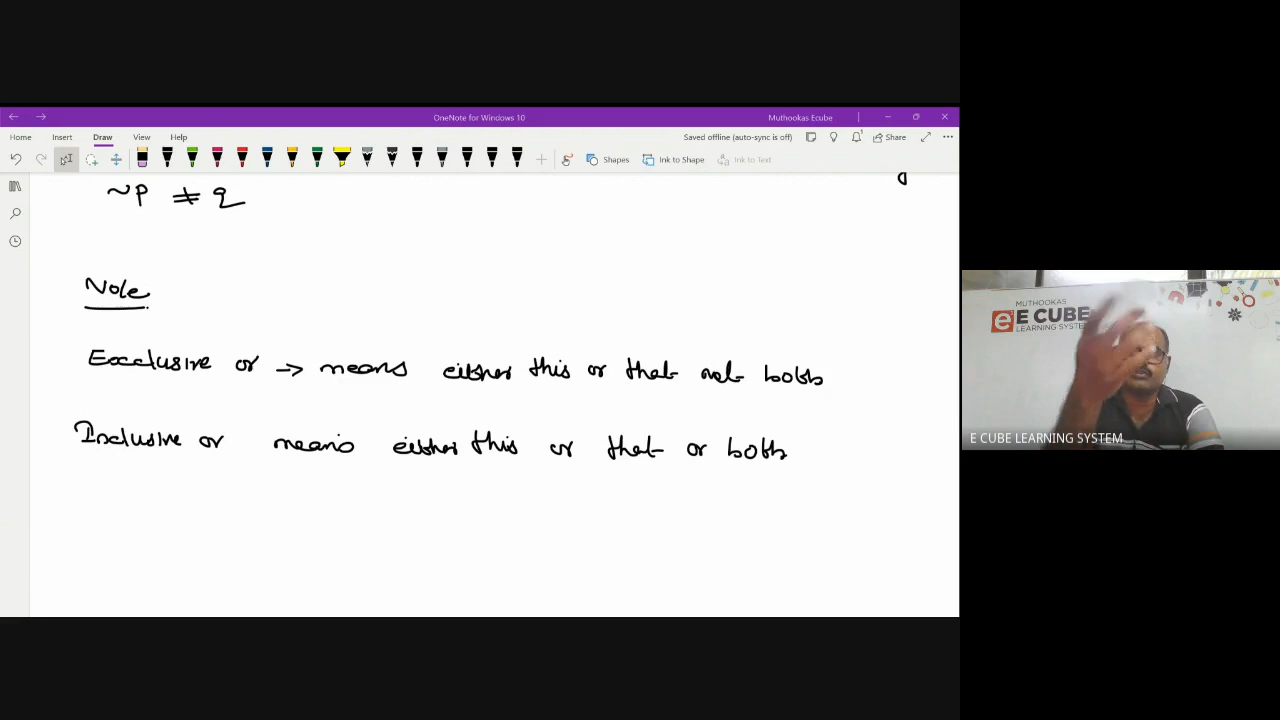 OneNote for Windows 10
Muthookas Ecube
Home Insert Draw View Help
Saved offline (auto-sync is off)
Share
Shapes
Ink to Shape
Ink to Text
~p ≠ q
Note
Exclusive or → means either this or that not both
Inclusive or means either this or that or both
MUTHOOKAS
e E CUBE
LEARNING SYSTEM
E CUBE LEARNING SYSTEM